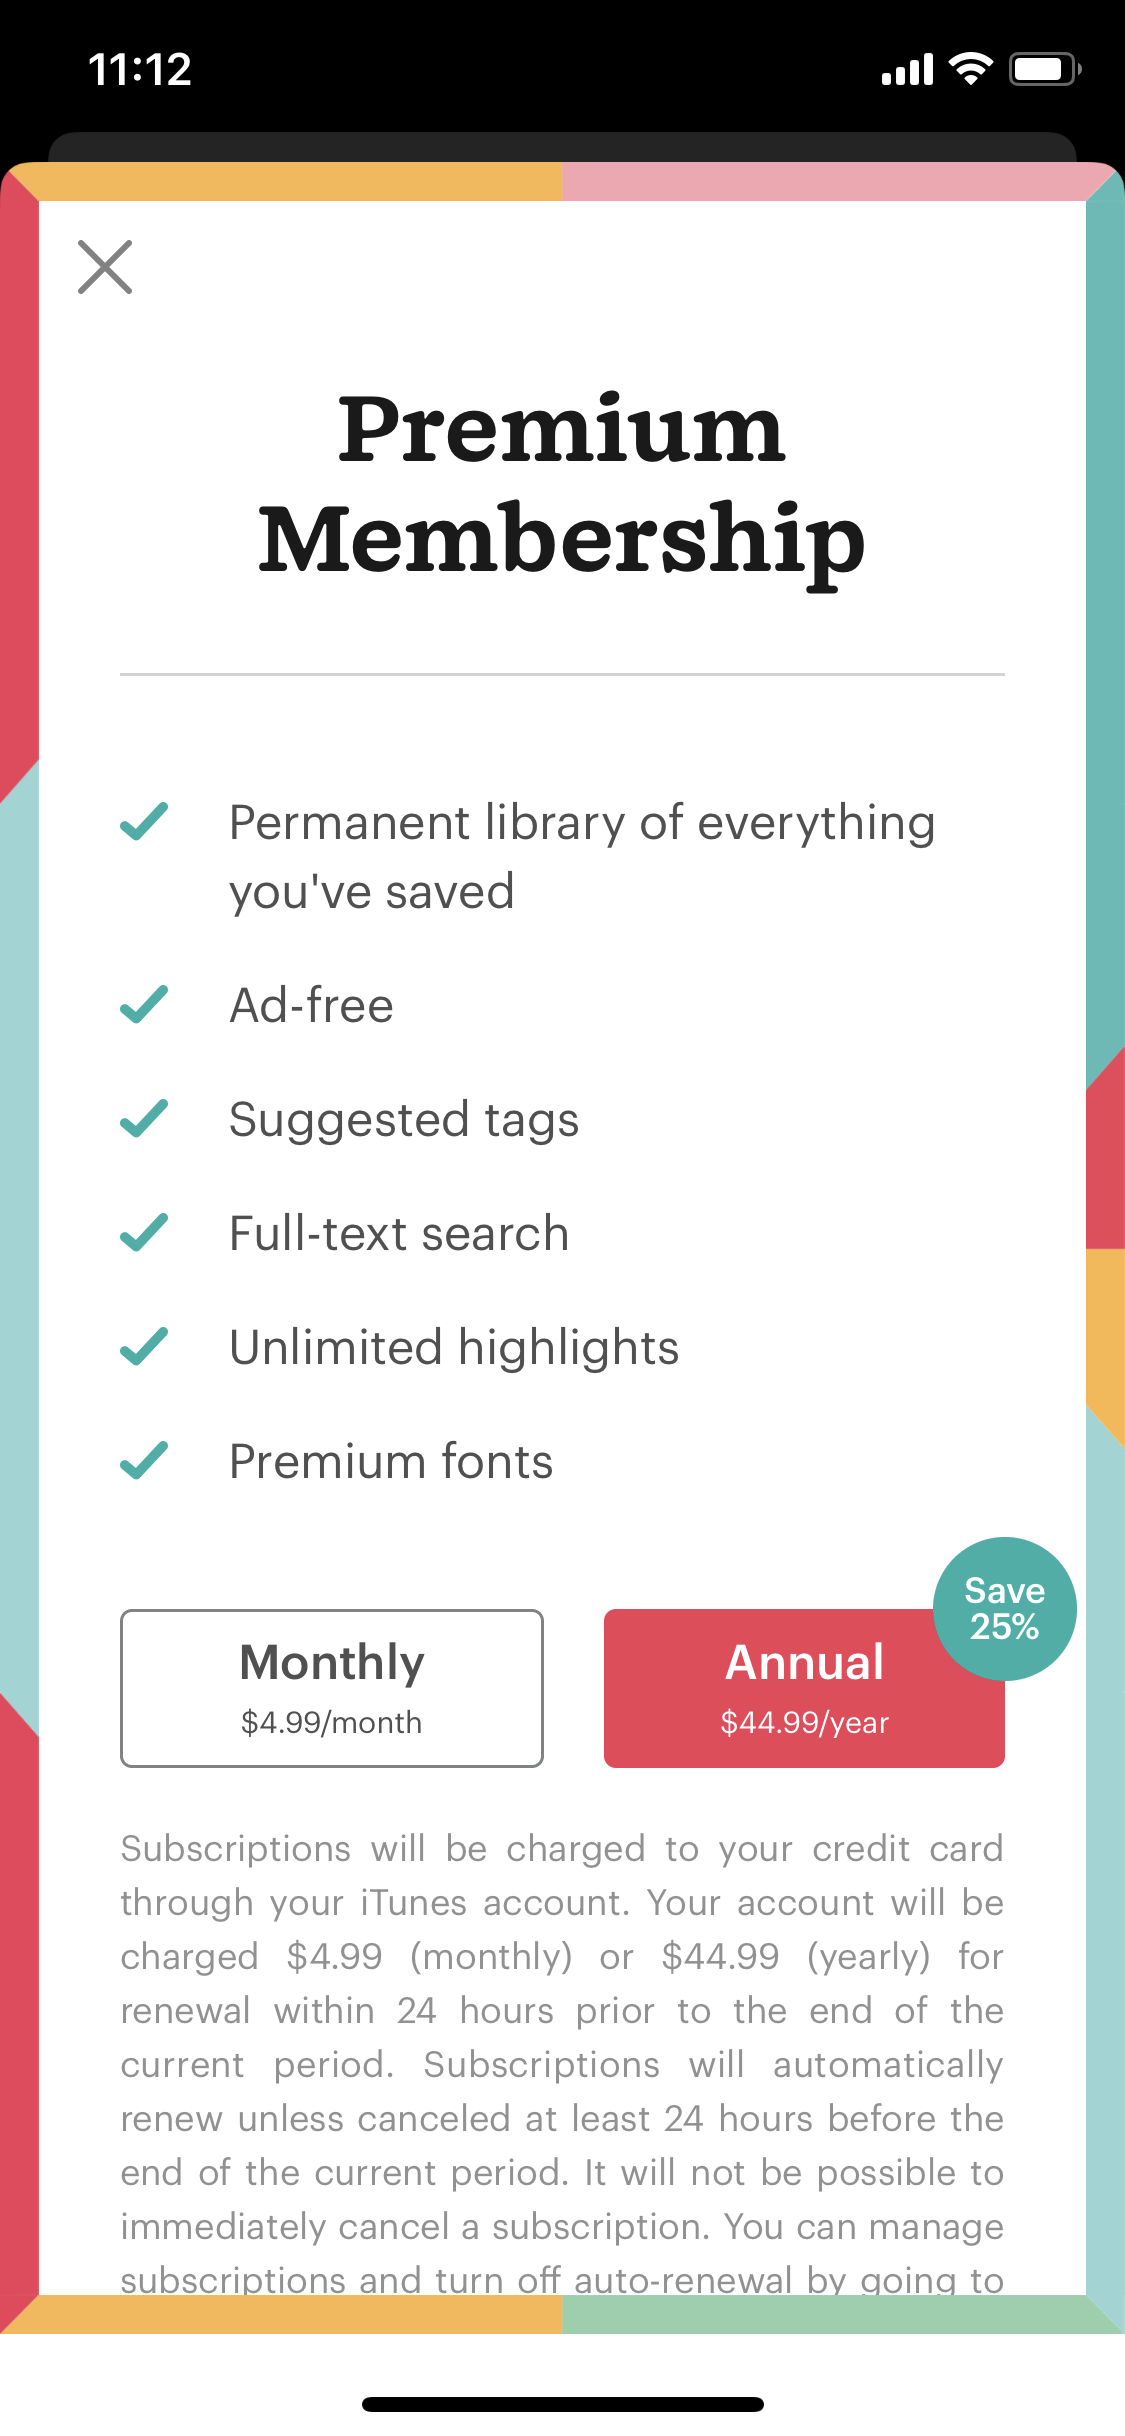 11:12
Premium
Membership
Permanent library of everything
you've saved
Ad-free
Suggested tags
Full-text search
Unlimited highlights
Premium fonts
Save
25%
Monthly
$4.99/month
Annual
$44.99/year
Subscriptions will be charged to your credit card
through your iTunes account. Your account will be
charged $4.99 (monthly) or $44.99 (yearly) for
renewal within 24 hours prior to the end of the
current period. Subscriptions will automatically
renew unless canceled at least 24 hours before the
end of the current period. It will not be possible to
immediately cancel a subscription. You can manage
subscriptions and turn off auto-renewal by going to